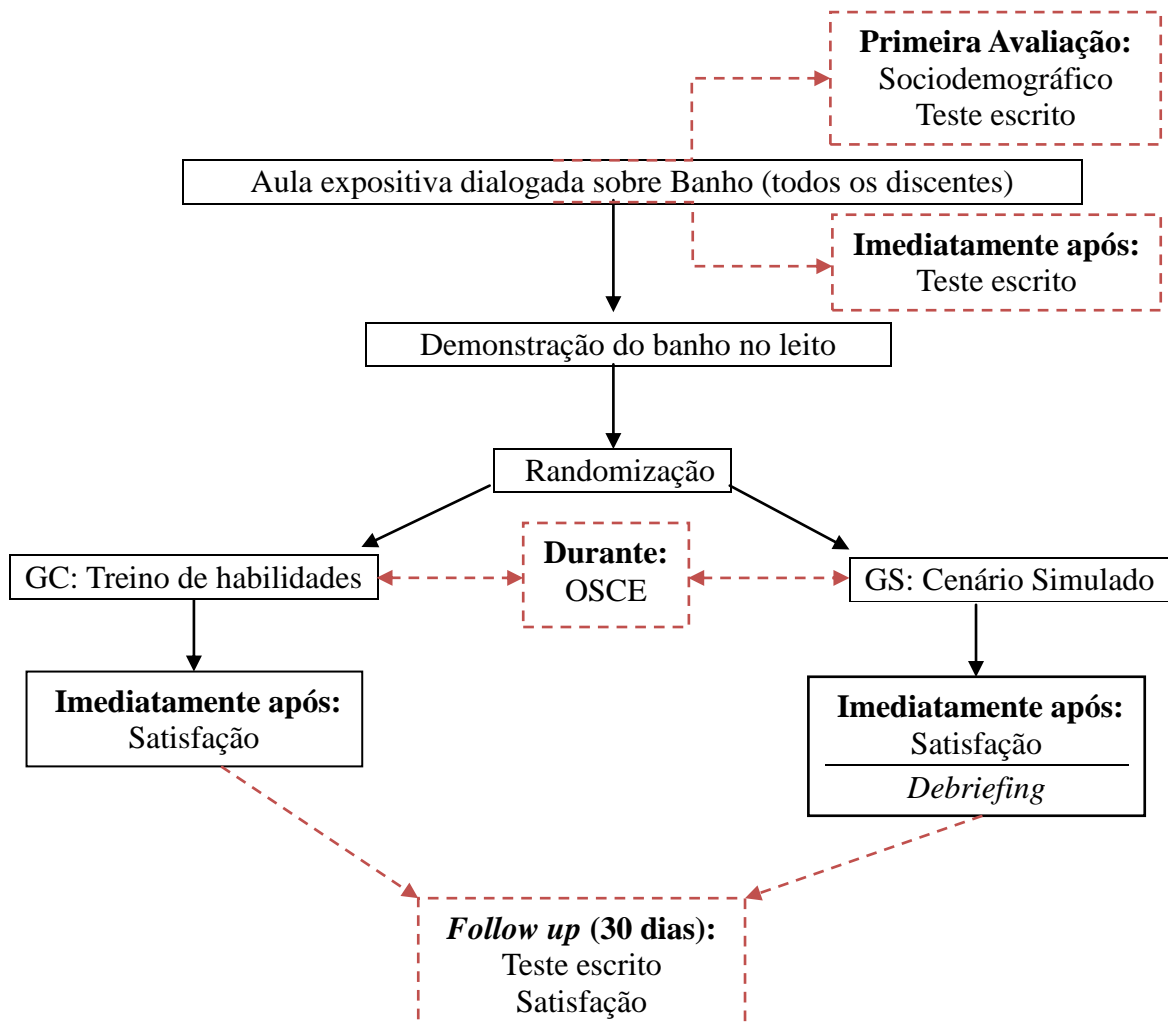 Primeira Avaliação:
Sociodemográfico
Teste escrito
Aula expositiva dialogada sobre Banho (todos os discentes)
Imediatamente após:
Teste escrito
Demonstração do banho no leito
Randomização
Durante:
OSCE
GC: Treino de habilidades
GS: Cenário Simulado
Imediatamente após:
Satisfação
Imediatamente após:
Satisfação
Debriefing
Follow up (30 dias):
Teste escrito
Satisfação